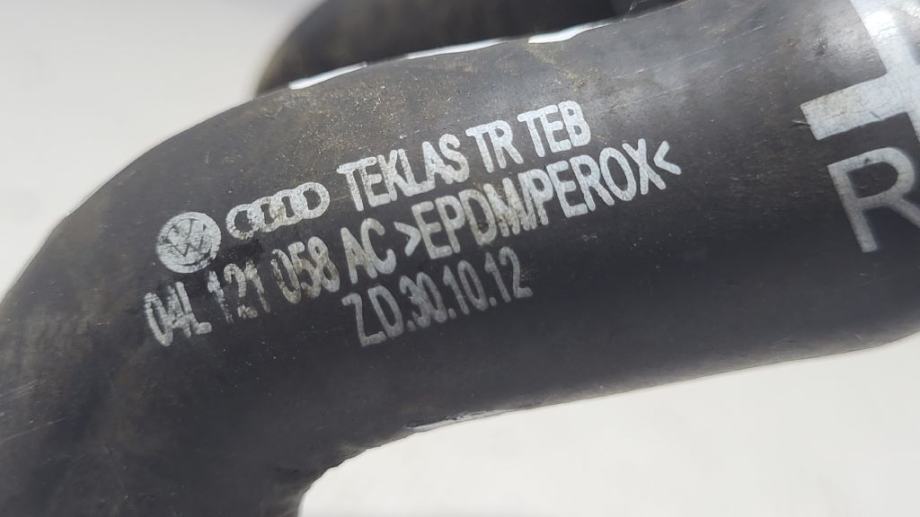 TEKLAS TR TEB
04L 121 058 AC >EPDM/PEROX<
ZD.30.10.12
R